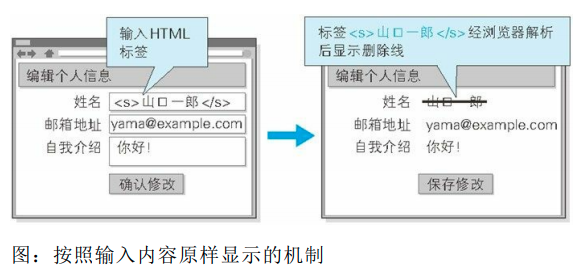 输入HTML
标签
编辑个人信息
姓名 <s>山口一郎</s>
邮箱地址 yama@example.com
自我介绍 你好!
确认修改
标签<s>山口一郎</s>经浏览器解析
后显示删除线
编辑个人信息
姓名 山口一郎
邮箱地址 yama@example.com
自我介绍 你好!
保存修改
图：按照输入内容原样显示的机制